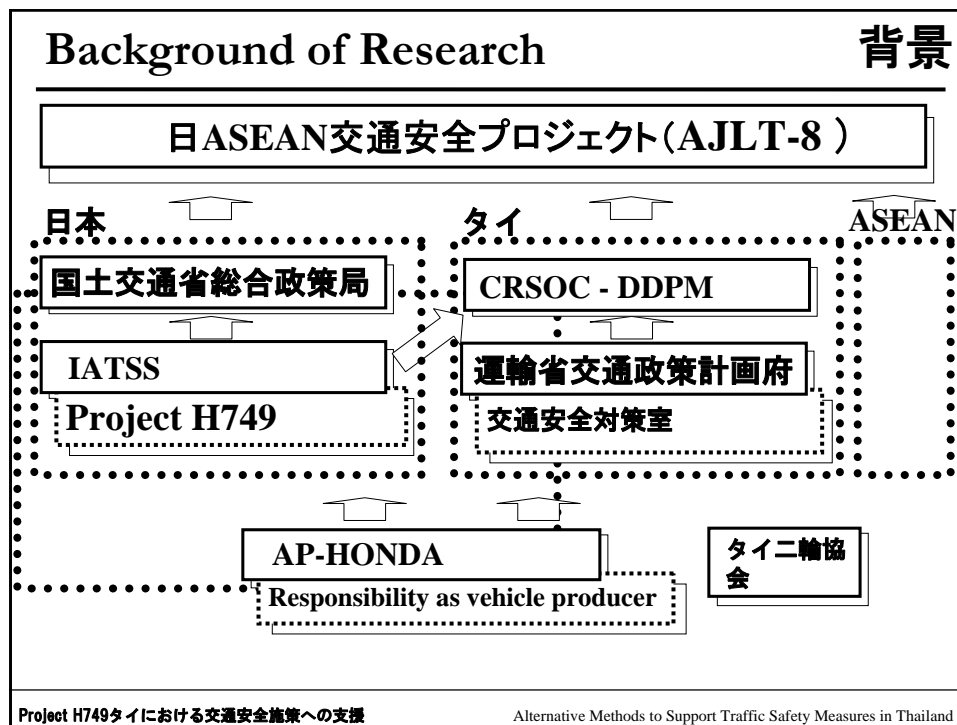 Background of Research 背景
日ASEAN交通安全プロジェクト(AJLT-8 )
日本 タイ ASEAN
国土交通省総合政策局
CRSOC - DDPM
IATSS
Project H749
運輸省交通政策計画府
交通安全対策室
AP-HONDA
Responsibility as vehicle producer
タイ二輪協
会
Project H749タイにおける交通安全施策への支援 Alternative Methods to Support Traffic Safety Measures in Thailand